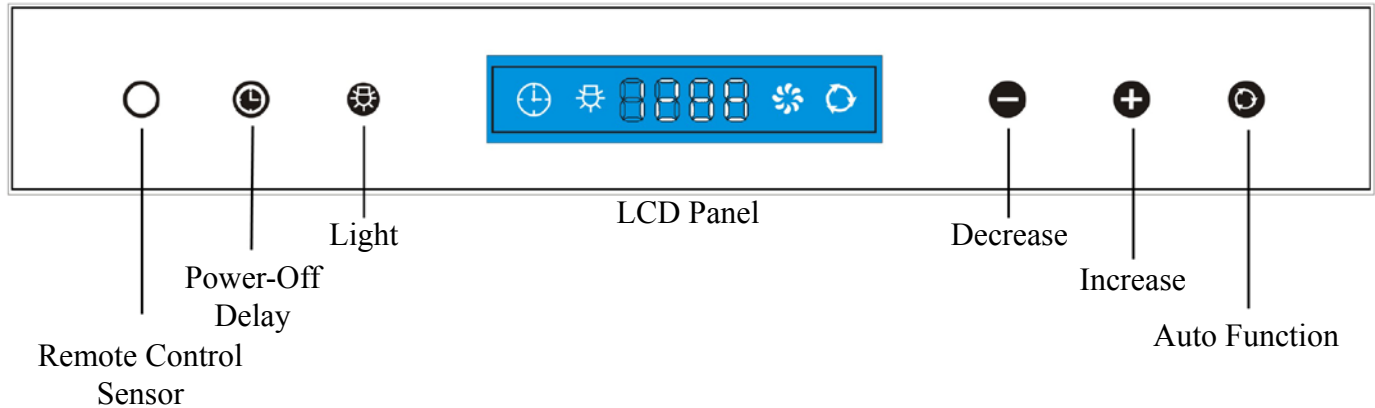 LCD Panel
Light
Decrease
Power-Off
Delay
Increase
Auto Function
Remote Control
Sensor